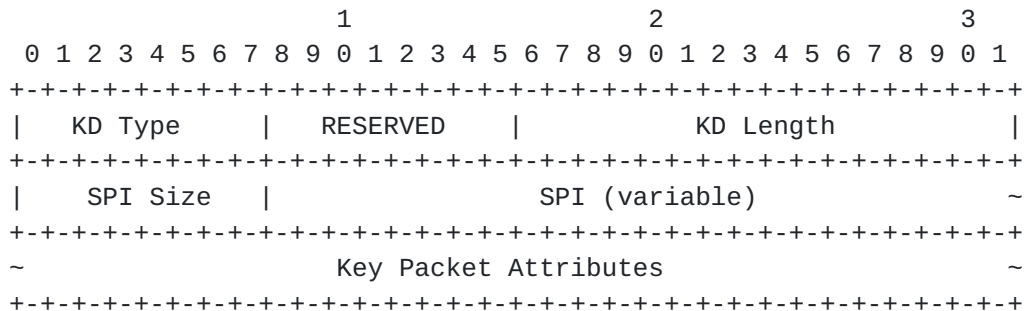 1                   2                   3
 0 1 2 3 4 5 6 7 8 9 0 1 2 3 4 5 6 7 8 9 0 1 2 3 4 5 6 7 8 9 0 1
+-+-+-+-+-+-+-+-+-+-+-+-+-+-+-+-+-+-+-+-+-+-+-+-+-+-+-+-+-+-+-+-+
|   KD Type     |   RESERVED    |           KD Length           |
+-+-+-+-+-+-+-+-+-+-+-+-+-+-+-+-+-+-+-+-+-+-+-+-+-+-+-+-+-+-+-+-+
|    SPI Size   |                 SPI (variable)                ~
+-+-+-+-+-+-+-+-+-+-+-+-+-+-+-+-+-+-+-+-+-+-+-+-+-+-+-+-+-+-+-+-+
~                    Key Packet Attributes                      ~
+-+-+-+-+-+-+-+-+-+-+-+-+-+-+-+-+-+-+-+-+-+-+-+-+-+-+-+-+-+-+-+-+